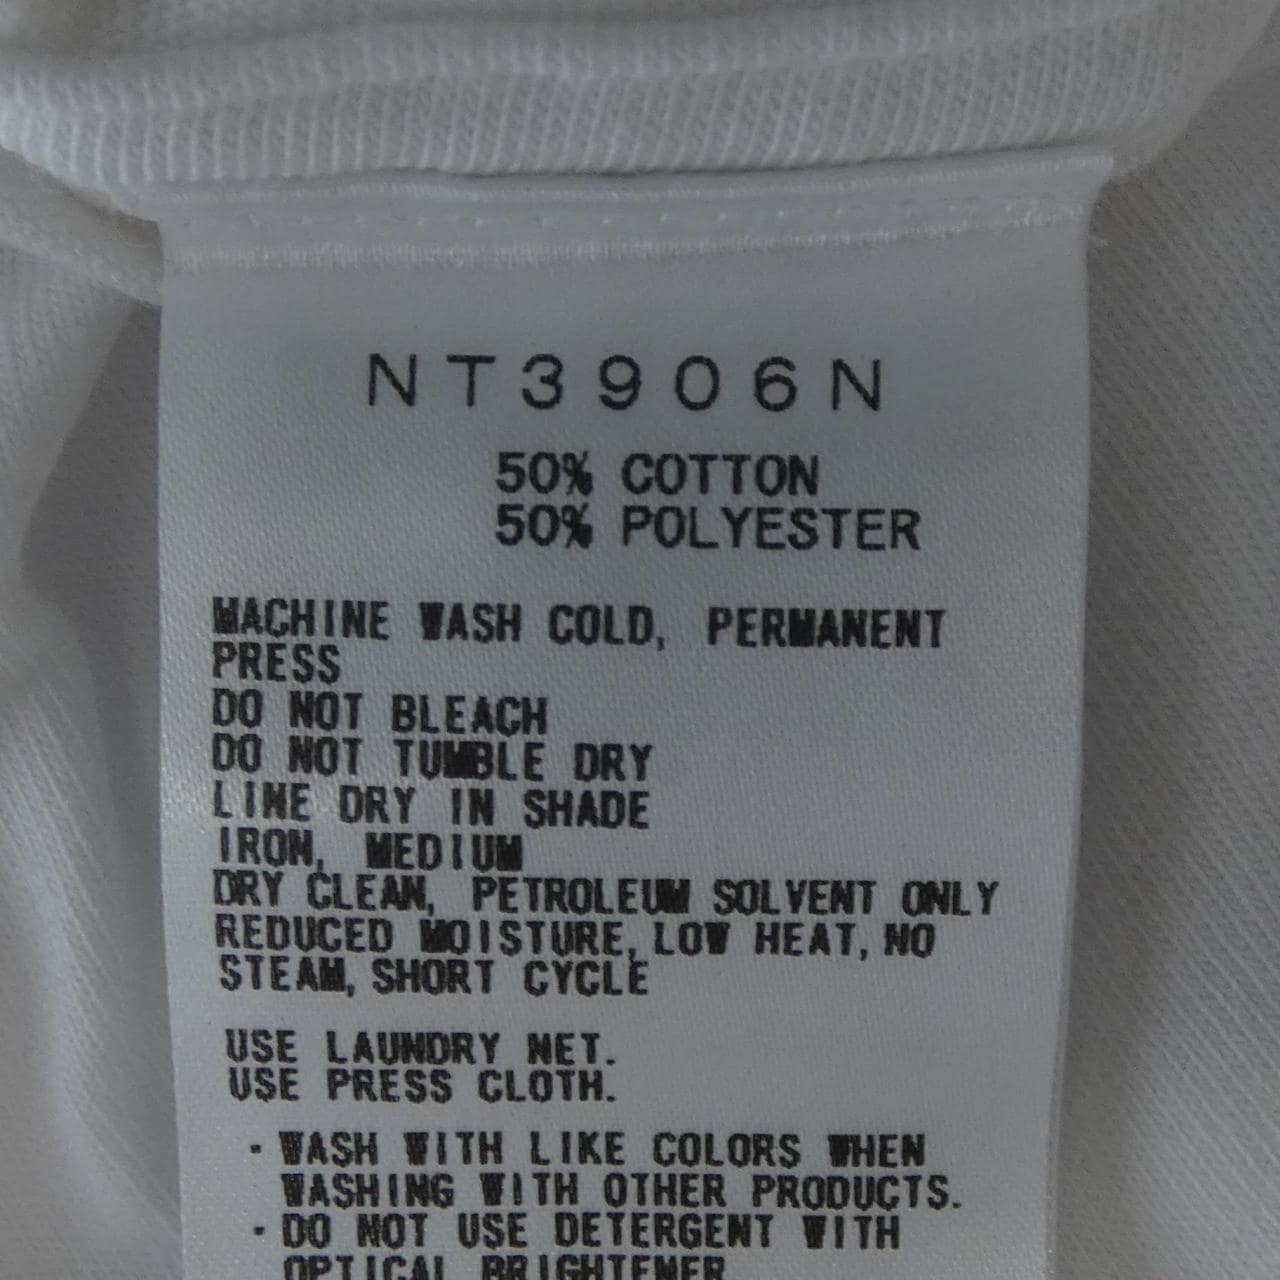 NT3906N
50% COTTON
50% POLYESTER
MACHINE WASH COLD, PERMANENT
PRESS
DO NOT BLEACH
DO NOT TUMBLE DRY
LINE DRY IN SHADE
IRON, MEDIUM
DRY CLEAN, PETROLEUM SOLVENT ONLY
REDUCED MOISTURE, LOW HEAT, NO
STEAM, SHORT CYCLE
USE LAUNDRY NET.
USE PRESS CLOTH.
· WASH WITH LIKE COLORS WHEN
WASHING WITH OTHER PRODUCTS.
· DO NOT USE DETERGENT WITH
OPTICAL BRIGHTENER